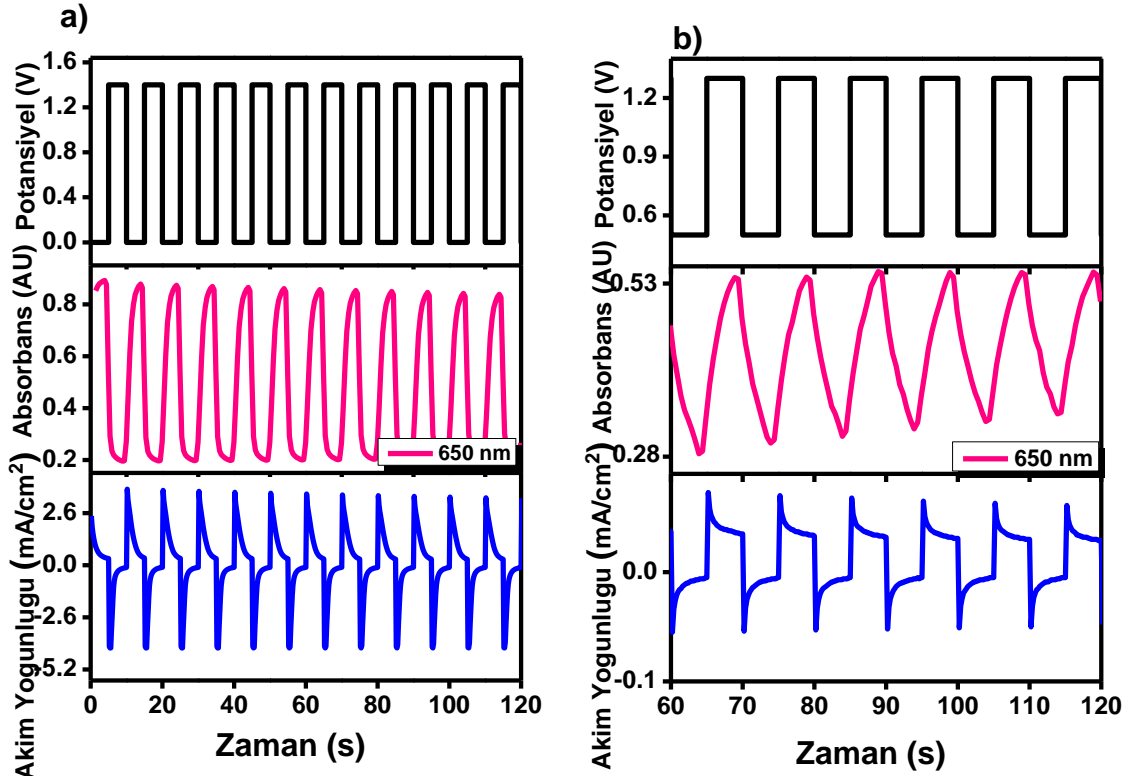 a)
Potansiyel (V)
1.6
1.2
0.8
0.4
0.0
Absorbans (AU)
0.8
0.6
0.4
0.2
650 nm
Akim Yogunlugu (mA/cm²)
2.6
0.0
-2.6
-5.2
0 20 40 60 80 100 120
Zaman (s)
b)
Potansiyel (V)
1.2
0.9
0.6
Absorbans (AU)
0.53
0.28
650 nm
Akim Yogunlugu (mA/cm²)
0.0
-0.1
60 70 80 90 100 110 120
Zaman (s)